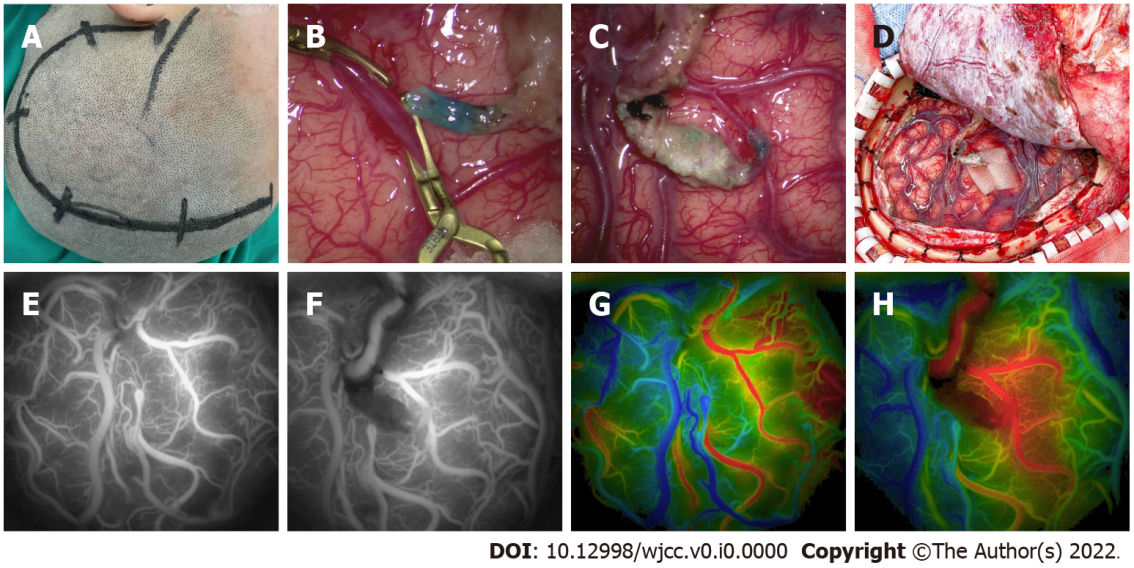 A B C D
E F G H
DOI: 10.12998/wjcc.v0.i0.0000 Copyright ©The Author(s) 2022.